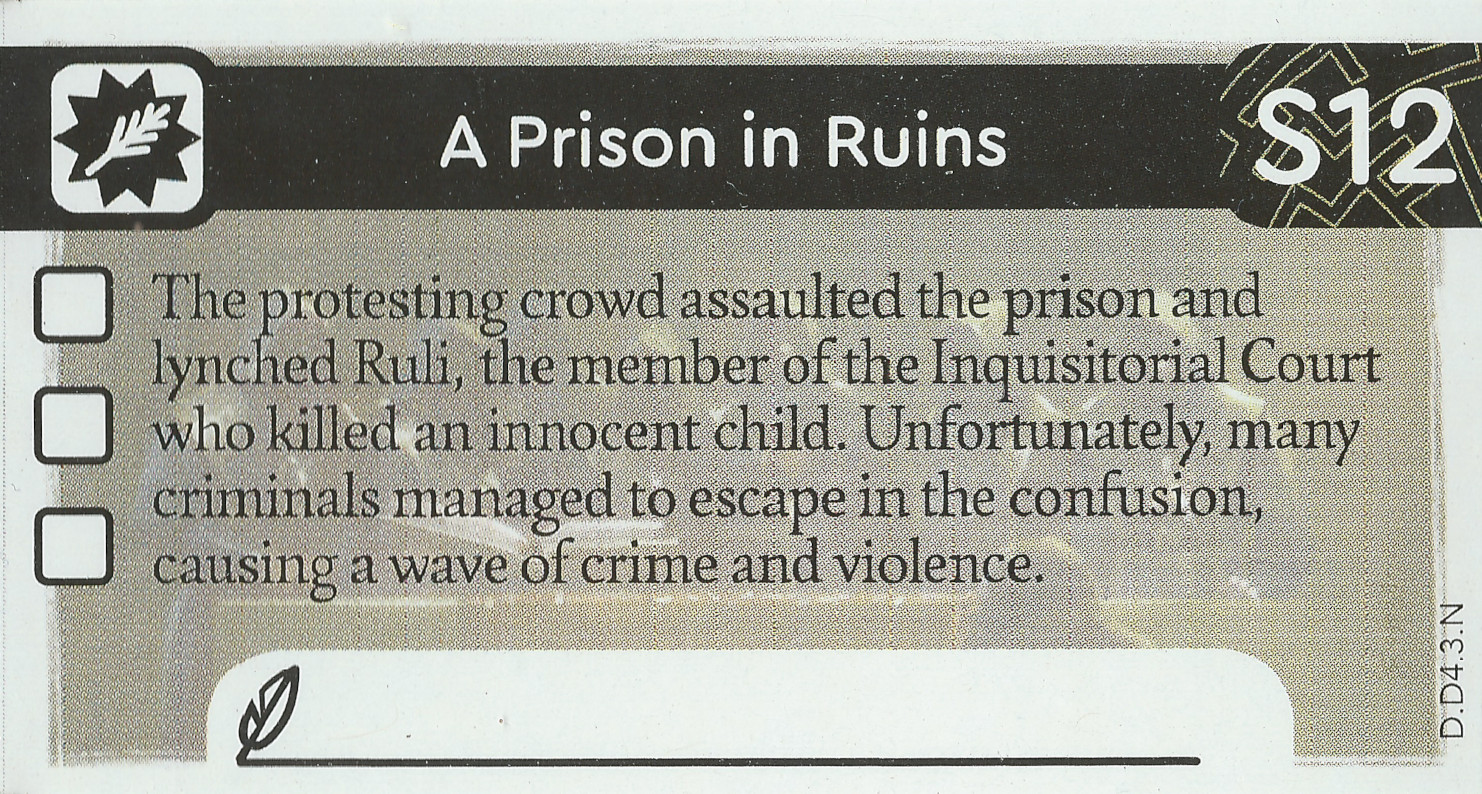 A Prison in Ruins
S12
The protesting crowd assaulted the prison and
lynched Ruli, the member of the Inquisitorial Court
who killed an innocent child. Unfortunately, many
criminals managed to escape in the confusion,
causing a wave of crime and violence.
D.D4.3.N